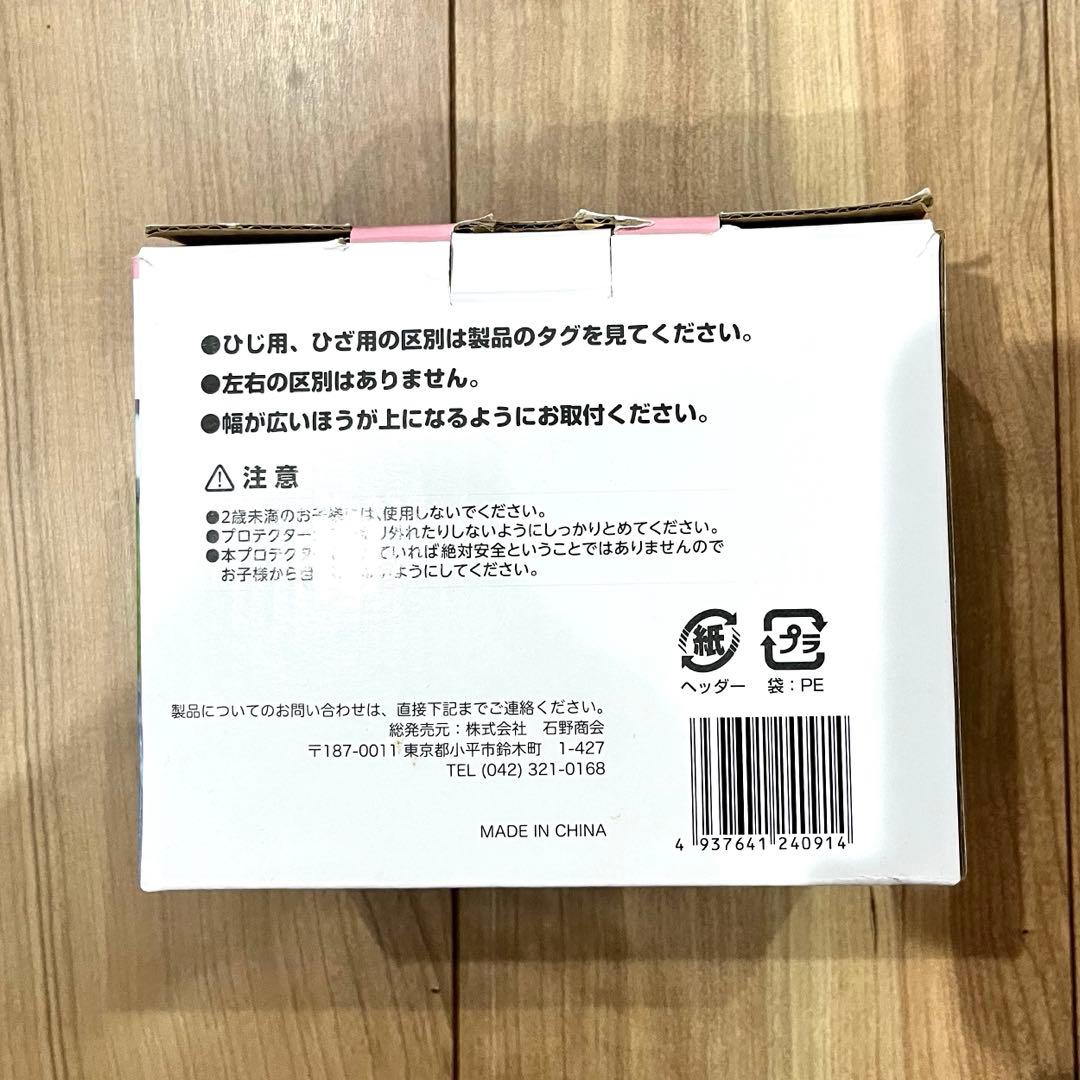 ●ひじ用、ひざ用の区別は製品のタグを見てください。
●左右の区別はありません。
●幅が広いほうが上になるようにお取付ください。
注意
●2歳未満のお子様には、使用しないでください。
●プロテクター 外れたりしないようにしっかりとめてください。
●本プロテク ていれば絶対安全ということではありませんので
お子様から ようにしてください。
紙
プラ
ヘッダー 袋:PE
製品についてのお問い合わせは、直接下記までご連絡ください。
総発売元:株式会社 石野商会
〒187-0011 東京都小平市鈴木町 1-427
TEL (042) 321-0168
MADE IN CHINA
4 937641 240914